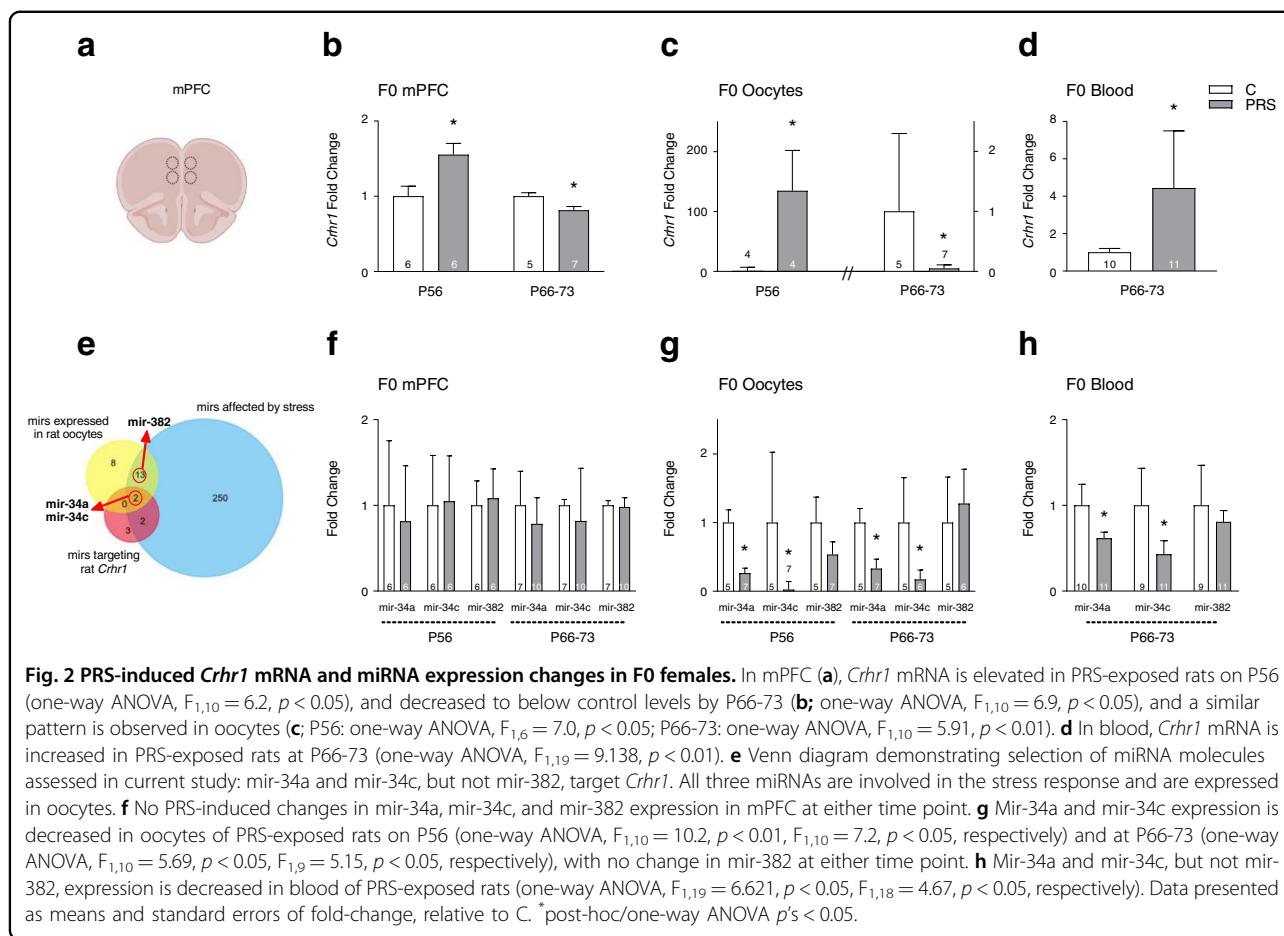 a
mPFC
b
F0 mPFC
Crhr1 Fold Change
2
1
0
6
6
5
7
*
*
P56
P66-73
c
F0 Oocytes
Crhr1 Fold Change
200
100
0
2
1
0
4
4
5
7
*
*
P56
//
P66-73
d
F0 Blood
Crhr1 Fold Change
8
6
4
2
0
10
11
*
P66-73
C
PRS
e
mirs affected by stress
mir-382
mirs expressed
in rat oocytes
8
13
250
0
2
2
3
mir-34a
mir-34c
mirs targeting
rat Crhr1
f
F0 mPFC
Fold Change
2
1
0
6 6 6 6 6 6 7 10 7 10 7 10
mir-34a mir-34c mir-382 mir-34a mir-34c mir-382
P56 P66-73
g
F0 Oocytes
Fold Change
2
1
0
* * * *
5 7 5 7 5 7 5 7 5 6 5 6
mir-34a mir-34c mir-382 mir-34a mir-34c mir-382
P56 P66-73
h
F0 Blood
Fold Change
2
1
0
* *
10 11 9 11 9 11
mir-34a mir-34c mir-382
P66-73
Fig. 2 PRS-induced Crhr1 mRNA and miRNA expression changes in F0 females. In mPFC (a), Crhr1 mRNA is elevated in PRS-exposed rats on P56
(one-way ANOVA, F1,10 = 6.2, p < 0.05), and decreased to below control levels by P66-73 (b; one-way ANOVA, F1,10 = 6.9, p < 0.05), and a similar
pattern is observed in oocytes (c; P56: one-way ANOVA, F1,6 = 7.0, p < 0.05; P66-73: one-way ANOVA, F1,10 = 5.91, p < 0.01). d In blood, Crhr1 mRNA is
increased in PRS-exposed rats at P66-73 (one-way ANOVA, F1,19 = 9.138, p < 0.01). e Venn diagram demonstrating selection of miRNA molecules
assessed in current study: mir-34a and mir-34c, but not mir-382, target Crhr1. All three miRNAs are involved in the stress response and are expressed
in oocytes. f No PRS-induced changes in mir-34a, mir-34c, and mir-382 expression in mPFC at either time point. g Mir-34a and mir-34c expression is
decreased in oocytes of PRS-exposed rats on P56 (one-way ANOVA, F1,10 = 10.2, p < 0.01, F1,10 = 7.2, p < 0.05, respectively) and at P66-73 (one-way
ANOVA, F1,10 = 5.69, p < 0.05, F1,9 = 5.15, p < 0.05, respectively), with no change in mir-382 at either time point. h Mir-34a and mir-34c, but not mir-
382, expression is decreased in blood of PRS-exposed rats (one-way ANOVA, F1,19 = 6.621, p < 0.05, F1,18 = 4.67, p < 0.05, respectively). Data presented
as means and standard errors of fold-change, relative to C. *post-hoc/one-way ANOVA p's < 0.05.